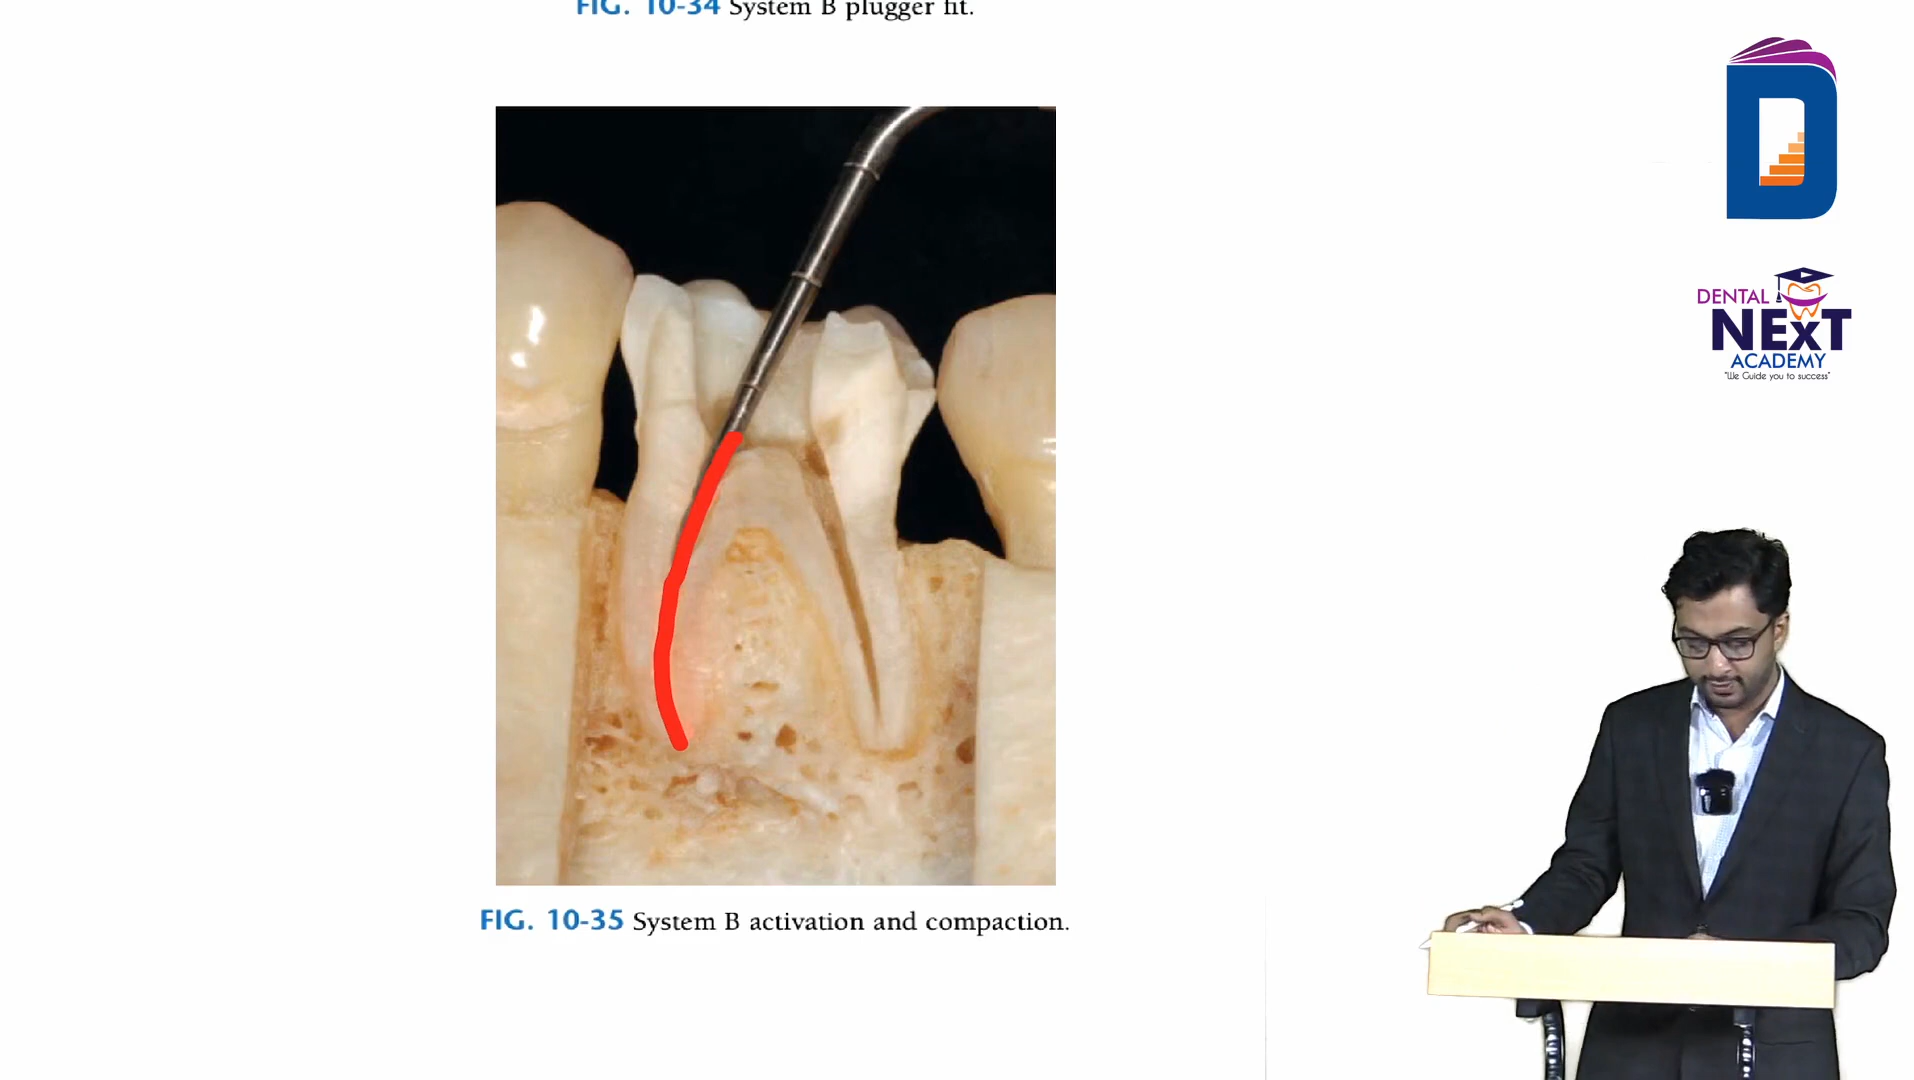 FIG. 10-34 System B plugger fit.
FIG. 10-35 System B activation and compaction.
DENTAL
NExT
ACADEMY
"We Guide you to success"